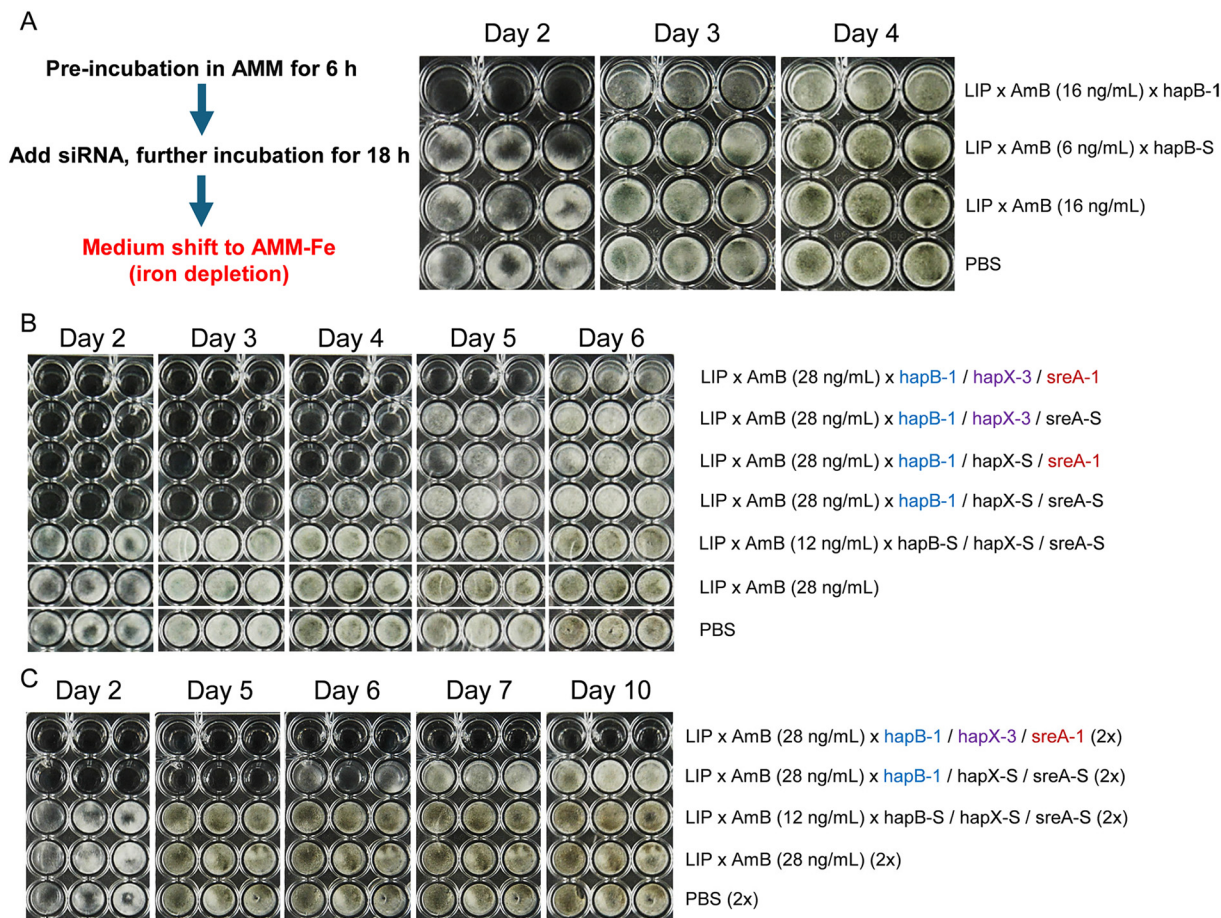 A
Day 2 Day 3 Day 4
Pre-incubation in AMM for 6 h
Add siRNA, further incubation for 18 h
Medium shift to AMM-Fe
(iron depletion)
LIP x AmB (16 ng/mL) x hapB-1
LIP x AmB (6 ng/mL) x hapB-S
LIP x AmB (16 ng/mL)
PBS
B
Day 2 Day 3 Day 4 Day 5 Day 6
LIP x AmB (28 ng/mL) x hapB-1 / hapX-3 / sreA-1
LIP x AmB (28 ng/mL) x hapB-1 / hapX-3 / sreA-S
LIP x AmB (28 ng/mL) x hapB-1 / hapX-S / sreA-1
LIP x AmB (28 ng/mL) x hapB-1 / hapX-S / sreA-S
LIP x AmB (12 ng/mL) x hapB-S / hapX-S / sreA-S
LIP x AmB (28 ng/mL)
PBS
C
Day 2 Day 5 Day 6 Day 7 Day 10
LIP x AmB (28 ng/mL) x hapB-1 / hapX-3 / sreA-1 (2x)
LIP x AmB (28 ng/mL) x hapB-1 / hapX-S / sreA-S (2x)
LIP x AmB (12 ng/mL) x hapB-S / hapX-S / sreA-S (2x)
LIP x AmB (28 ng/mL) (2x)
PBS (2x)